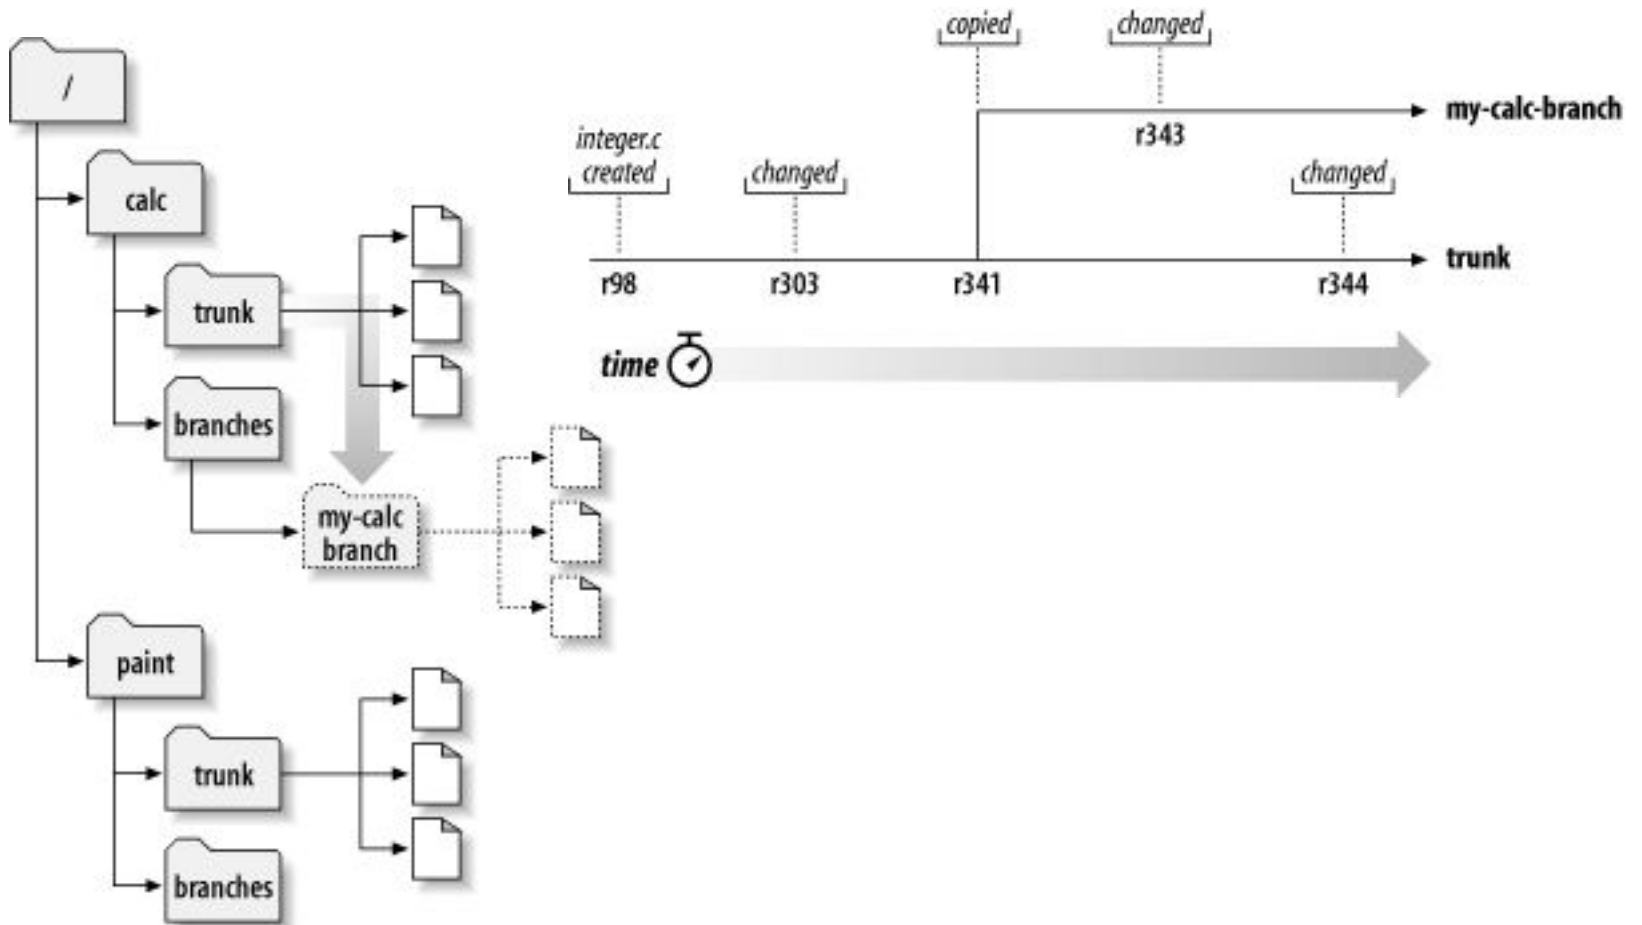 /
calc
trunk
branches
my-calc
branch
paint
trunk
branches
copied
changed
my-calc-branch
r343
integer.c
created
changed
changed
trunk
r98
r303
r341
r344
time